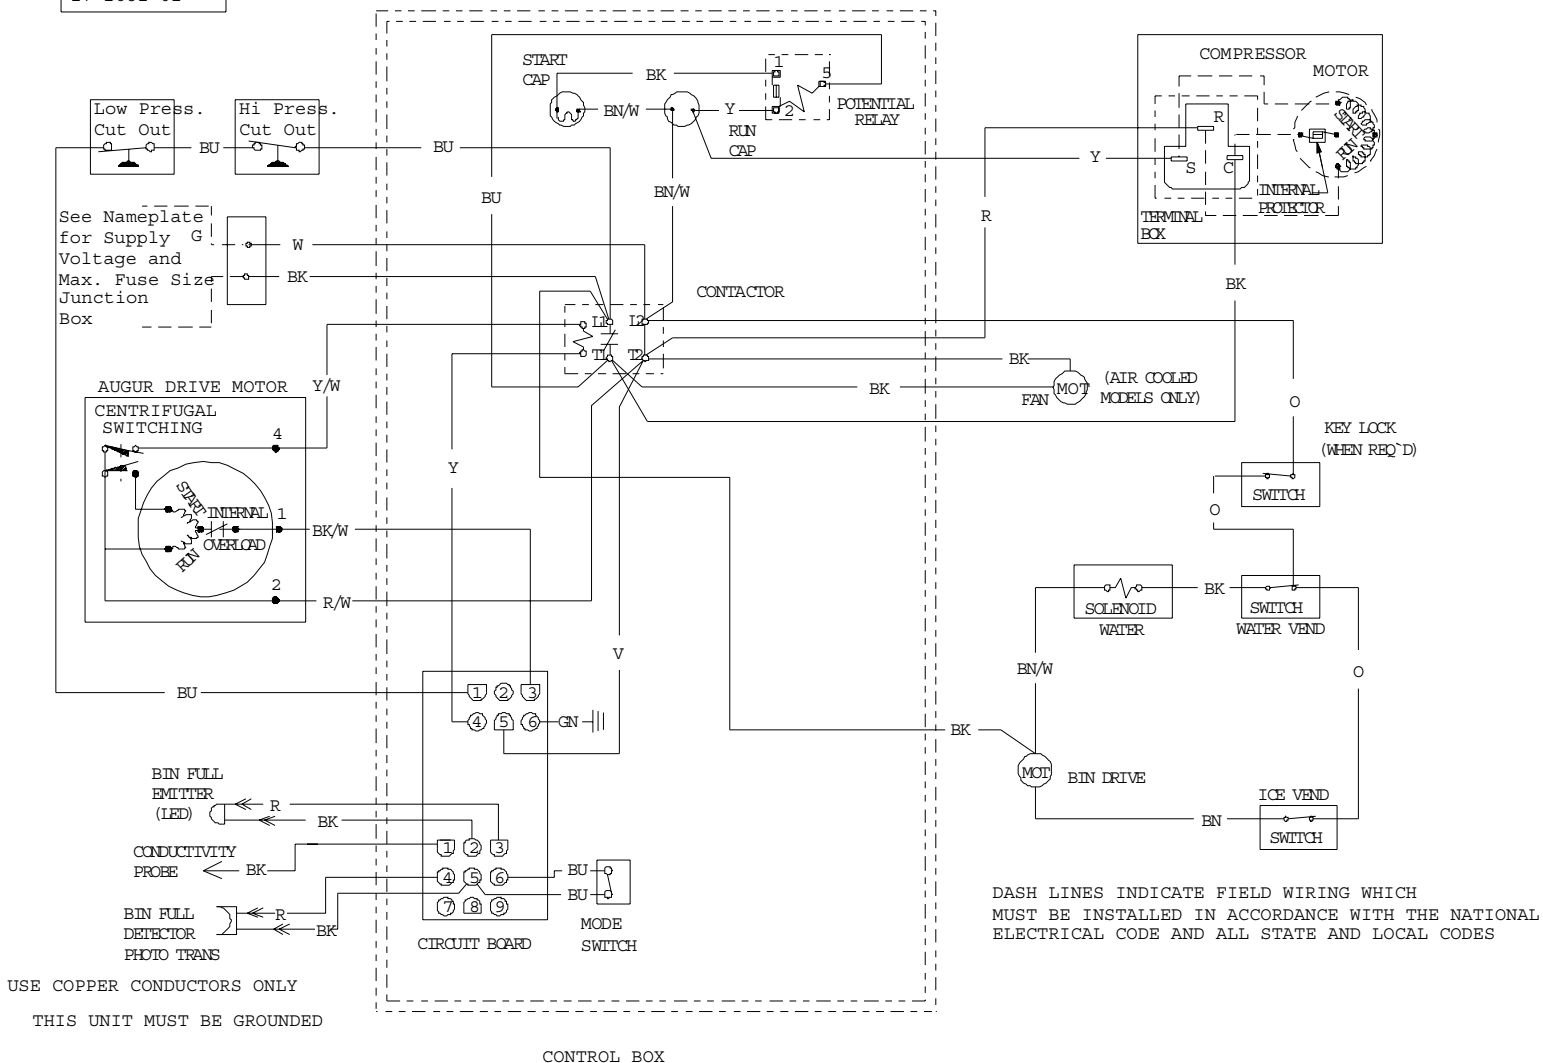 START
CAP
BK
BN/W
Y
RUN
CAP
1
5
2
POTENTIAL
RELAY
COMPRESSOR
MOTOR
START
RUN
R
S
C
INTERNAL
PROTECTOR
TERMINAL
BOX
Low Press.
Cut Out
BU
Hi Press.
Cut Out
BU
BU
BN/W
Y
R
BK
See Nameplate
for Supply G
Voltage and
Max. Fuse Size
Junction
Box
W
BK
CONTACTOR
L1
L2
T1
T2
BK
BK
MOT
FAN
(AIR COOLED
MODELS ONLY)
O
KEY LOCK
(WHEN REQ`D)
SWITCH
O
AUGUR DRIVE MOTOR
Y/W
CENTRIFUGAL
SWITCHING
4
START
INTERNAL
OVERLOAD
RUN
1
BK/W
2
R/W
Y
V
SOLENOID
WATER
BK
SWITCH
WATER VEND
BN/W
O
BU
1 2 3
4 5 6
GN
BK
MOT
BIN DRIVE
ICE VEND
BN
SWITCH
BIN FULL
EMITTER
(LED)
R
BK
CONDUCTIVITY
PROBE
BK
1 2 3
4 5 6
7 8 9
BU
BU
BIN FULL
DETECTOR
PHOTO TRANS
R
BK
CIRCUIT BOARD
MODE
SWITCH
DASH LINES INDICATE FIELD WIRING WHICH
MUST BE INSTALLED IN ACCORDANCE WITH THE NATIONAL
ELECTRICAL CODE AND ALL STATE AND LOCAL CODES
USE COPPER CONDUCTORS ONLY
THIS UNIT MUST BE GROUNDED
CONTROL BOX